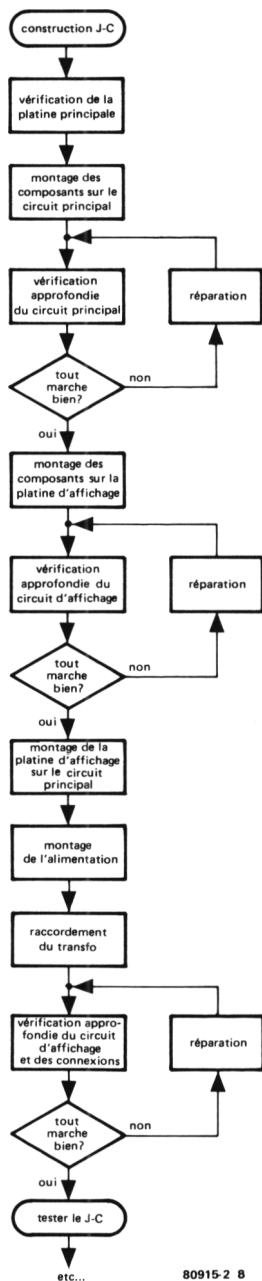 construction J-C
vérification de la
platine principale
montage des
composants sur le
circuit principal
vérification
approfondie
du circuit principal
réparation
tout
marche
bien?
non
oui
montage des
composants sur la
platine d'affichage
vérification
approfondie du
circuit d'affichage
réparation
tout
marche
bien?
non
oui
montage de la
platine d'affichage
sur le circuit
principal
montage
de l'alimentation
raccordement
du transfo
vérification appro-
fondie du circuit
d'affichage
et des connexions
réparation
tout
marche
bien?
non
oui
tester le J-C
etc...
80915-2 8